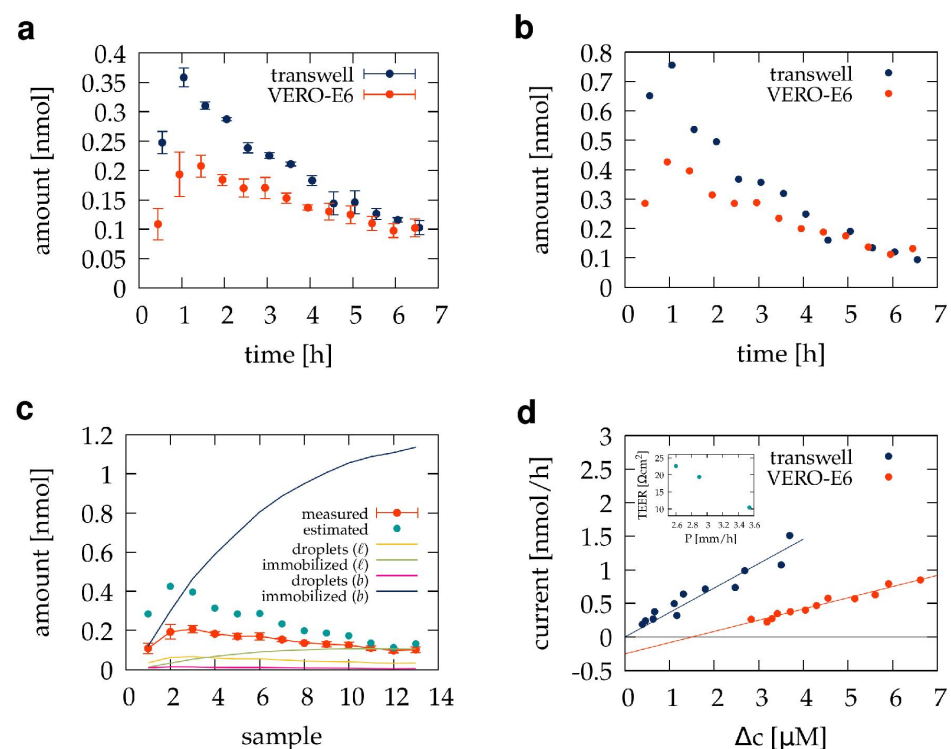 a
amount [nmol]
0.4
0.35
0.3
0.25
0.2
0.15
0.1
0.05
0
transwell
VERO-E6
0 1 2 3 4 5 6 7
time [h]
b
amount [nmol]
0.8
0.7
0.6
0.5
0.4
0.3
0.2
0.1
0
transwell
VERO-E6
0 1 2 3 4 5 6 7
time [h]
c
amount [nmol]
1.2
1
0.8
0.6
0.4
0.2
0
measured
estimated
droplets (ℓ)
immobilized (ℓ)
droplets (b)
immobilized (b)
0 2 4 6 8 10 12 14
sample
d
current [nmol/h]
3
2.5
2
1.5
1
0.5
0
-0.5
TEER [Ωcm²]
25
20
15
10
2.6 2.8 3 3.2 3.4 3.6
P [mm/h]
transwell
VERO-E6
0 1 2 3 4 5 6 7
Δc [μM]